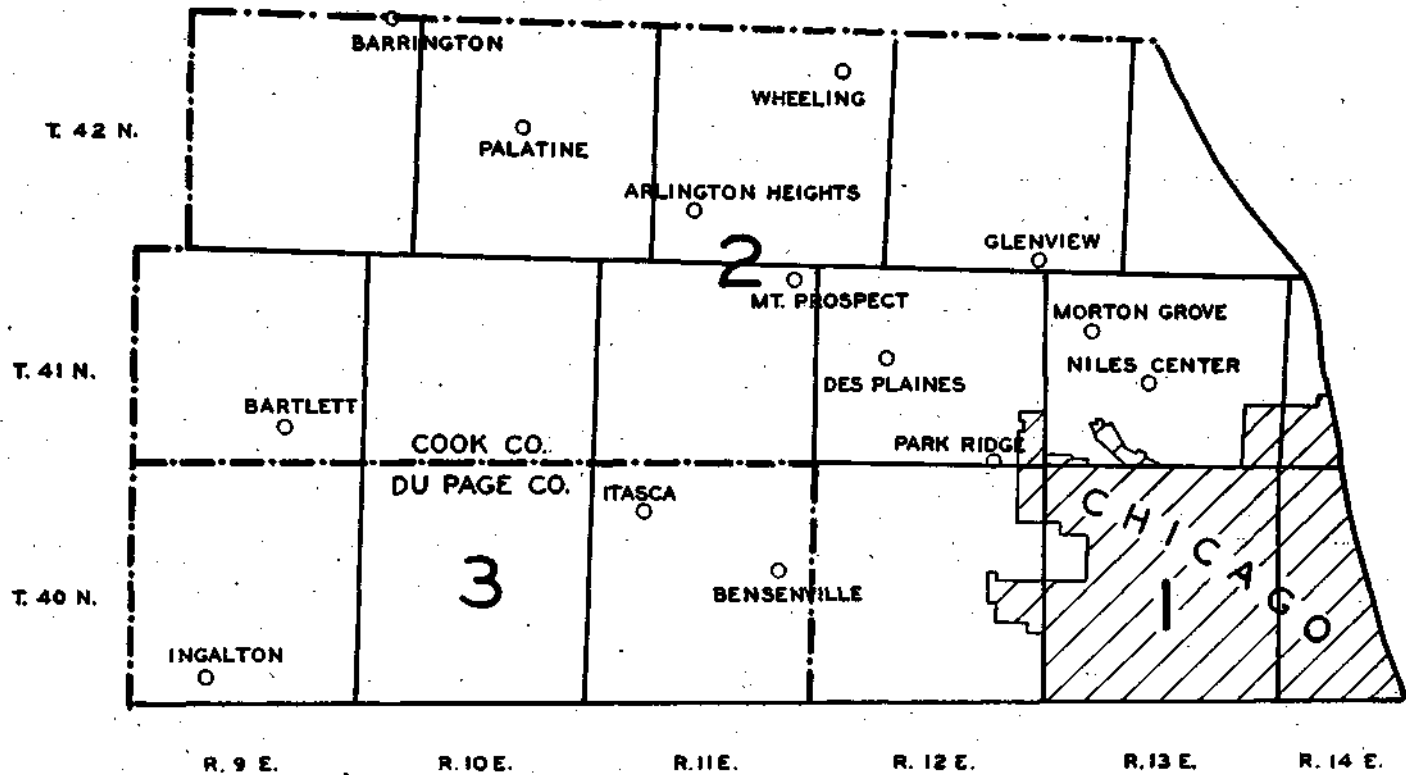 BARRINGTON
WHEELING
T. 42 N.
PALATINE
ARLINGTON HEIGHTS
GLENVIEW
2
MT. PROSPECT
MORTON GROVE
T. 41 N.
NILES CENTER
DES PLAINES
BARTLETT
COOK CO.
PARK RIDGE
DU PAGE CO.
ITASCA
CHICAGO
3
BENSENVILLE
T. 40 N.
1
INGALTON
R. 9 E.
R. 10 E.
R. 11 E.
R. 12 E.
R. 13 E.
R. 14 E.